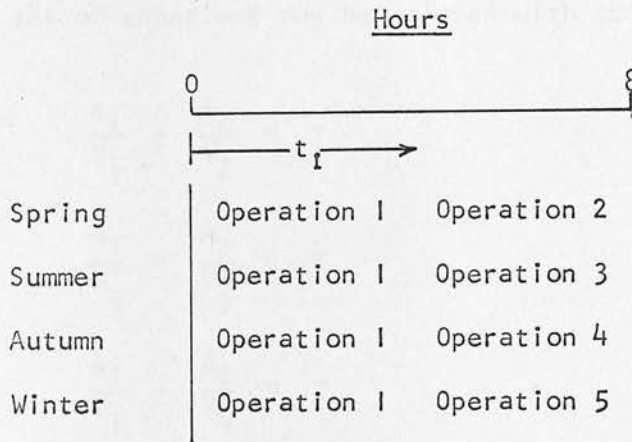 Hours
0
t₁
Spring Operation 1 Operation 2
Summer Operation 1 Operation 3
Autumn Operation 1 Operation 4
Winter Operation 1 Operation 5